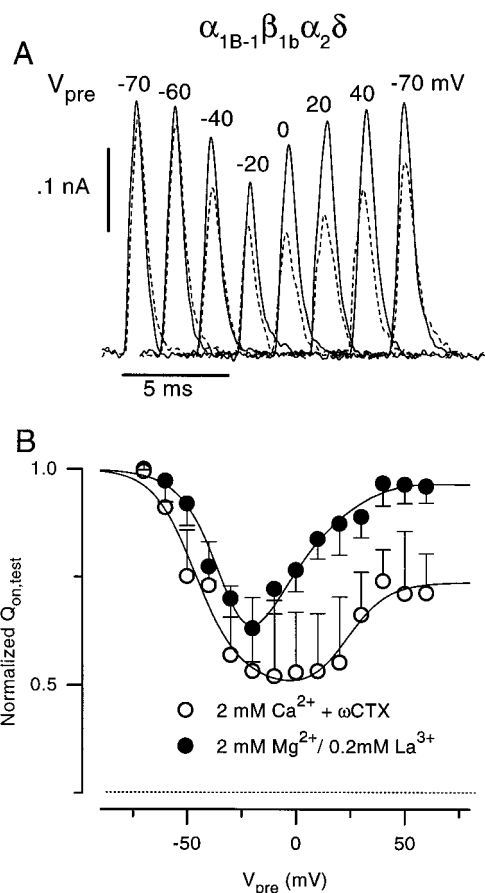 α1B-1β1bα2δ
A
Vpre
-70 -60 -40 -20 0 20 40 -70 mV
.1 nA
5 ms
B
1.0
0.5
Normalized Qon,test
2 mM Ca2+ + ωCTX
2 mM Mg2+/ 0.2mM La3+
-50 0 50
Vpre (mV)